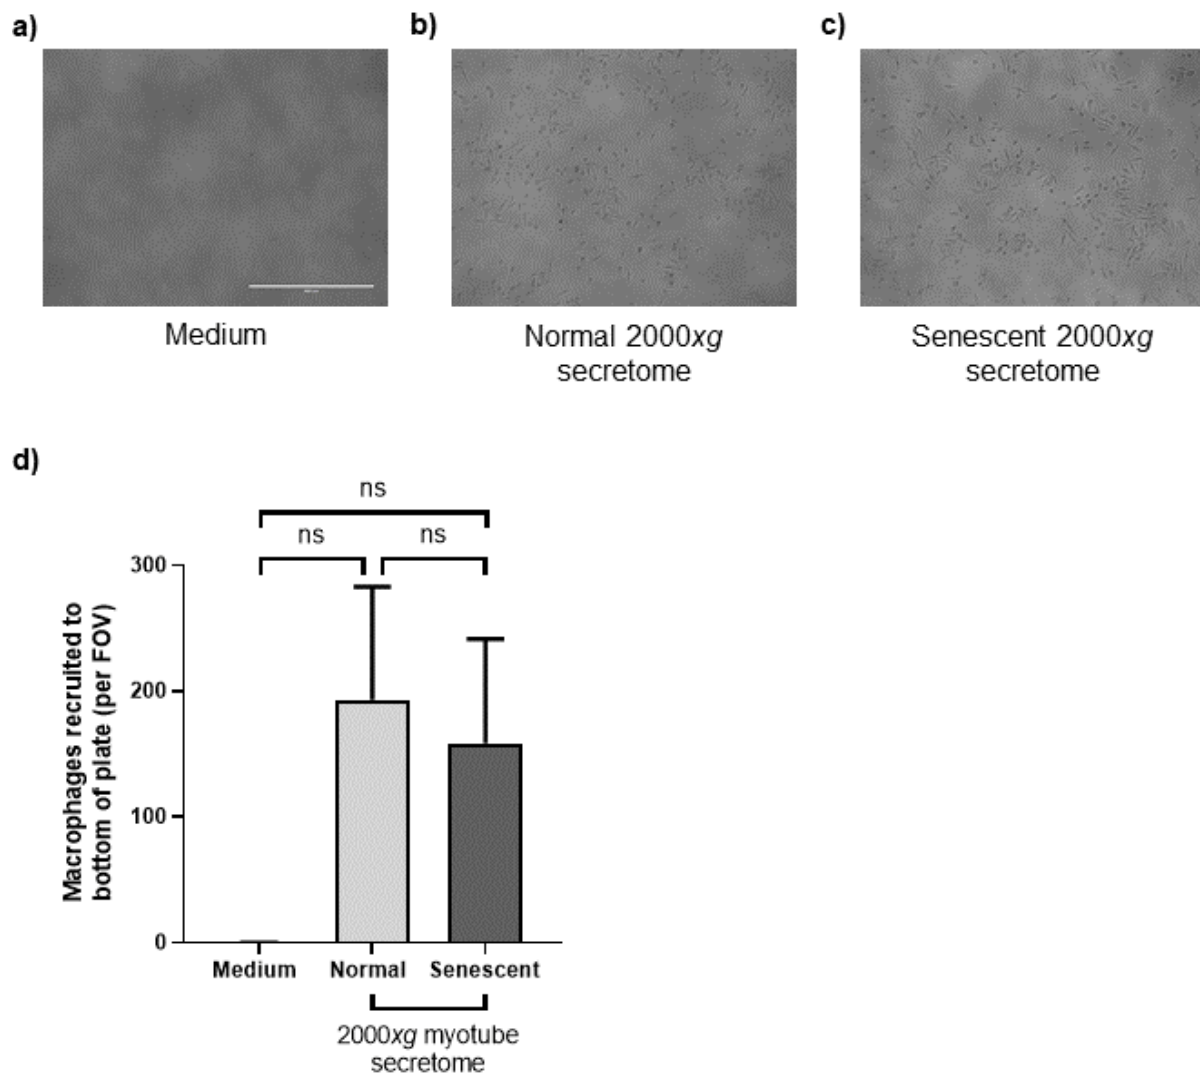 a)
b)
c)
Medium
Normal 2000xg
secretome
Senescent 2000xg
secretome
d)
ns
ns
ns
Macrophages recruited to
bottom of plate (per FOV)
300
200
100
0
Medium
Normal
Senescent
2000xg myotube
secretome